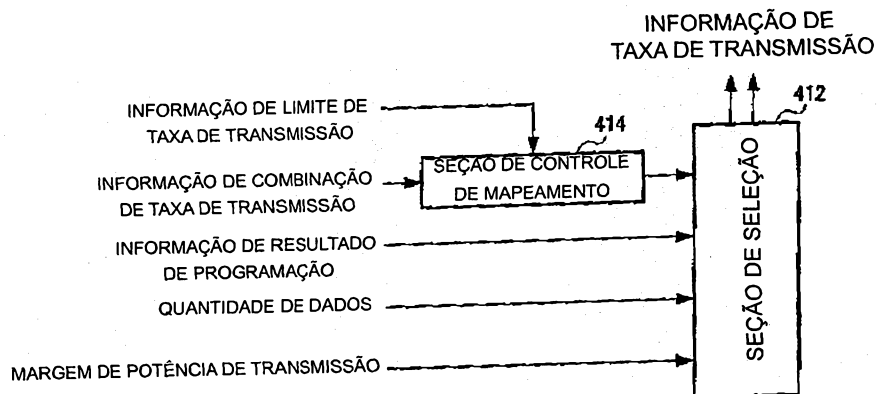 INFORMAÇÃO DE
TAXA DE TRANSMISSÃO
412
INFORMAÇÃO DE LIMITE DE
TAXA DE TRANSMISSÃO
414
SEÇÃO DE CONTROLE
DE MAPEAMENTO
INFORMAÇÃO DE COMBINAÇÃO
DE TAXA DE TRANSMISSÃO
INFORMAÇÃO DE RESULTADO
DE PROGRAMAÇÃO
QUANTIDADE DE DADOS
MARGEM DE POTÊNCIA DE TRANSMISSÃO
SEÇÃO DE SELEÇÃO